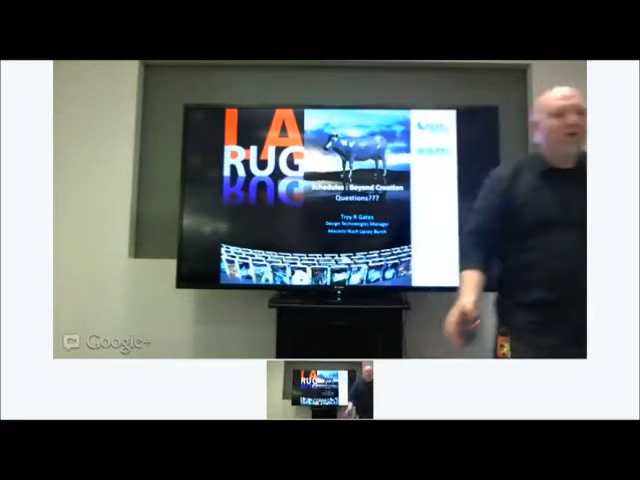 LA
RUG
Schedules : Beyond Creation
Questions???
Troy R Gates
Design Technologies Manager
Google+